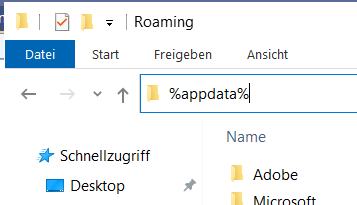 Roaming
Datei Start Freigeben Ansicht
%appdata%
Name
Schnellzugriff
Adobe
Desktop
Microsoft